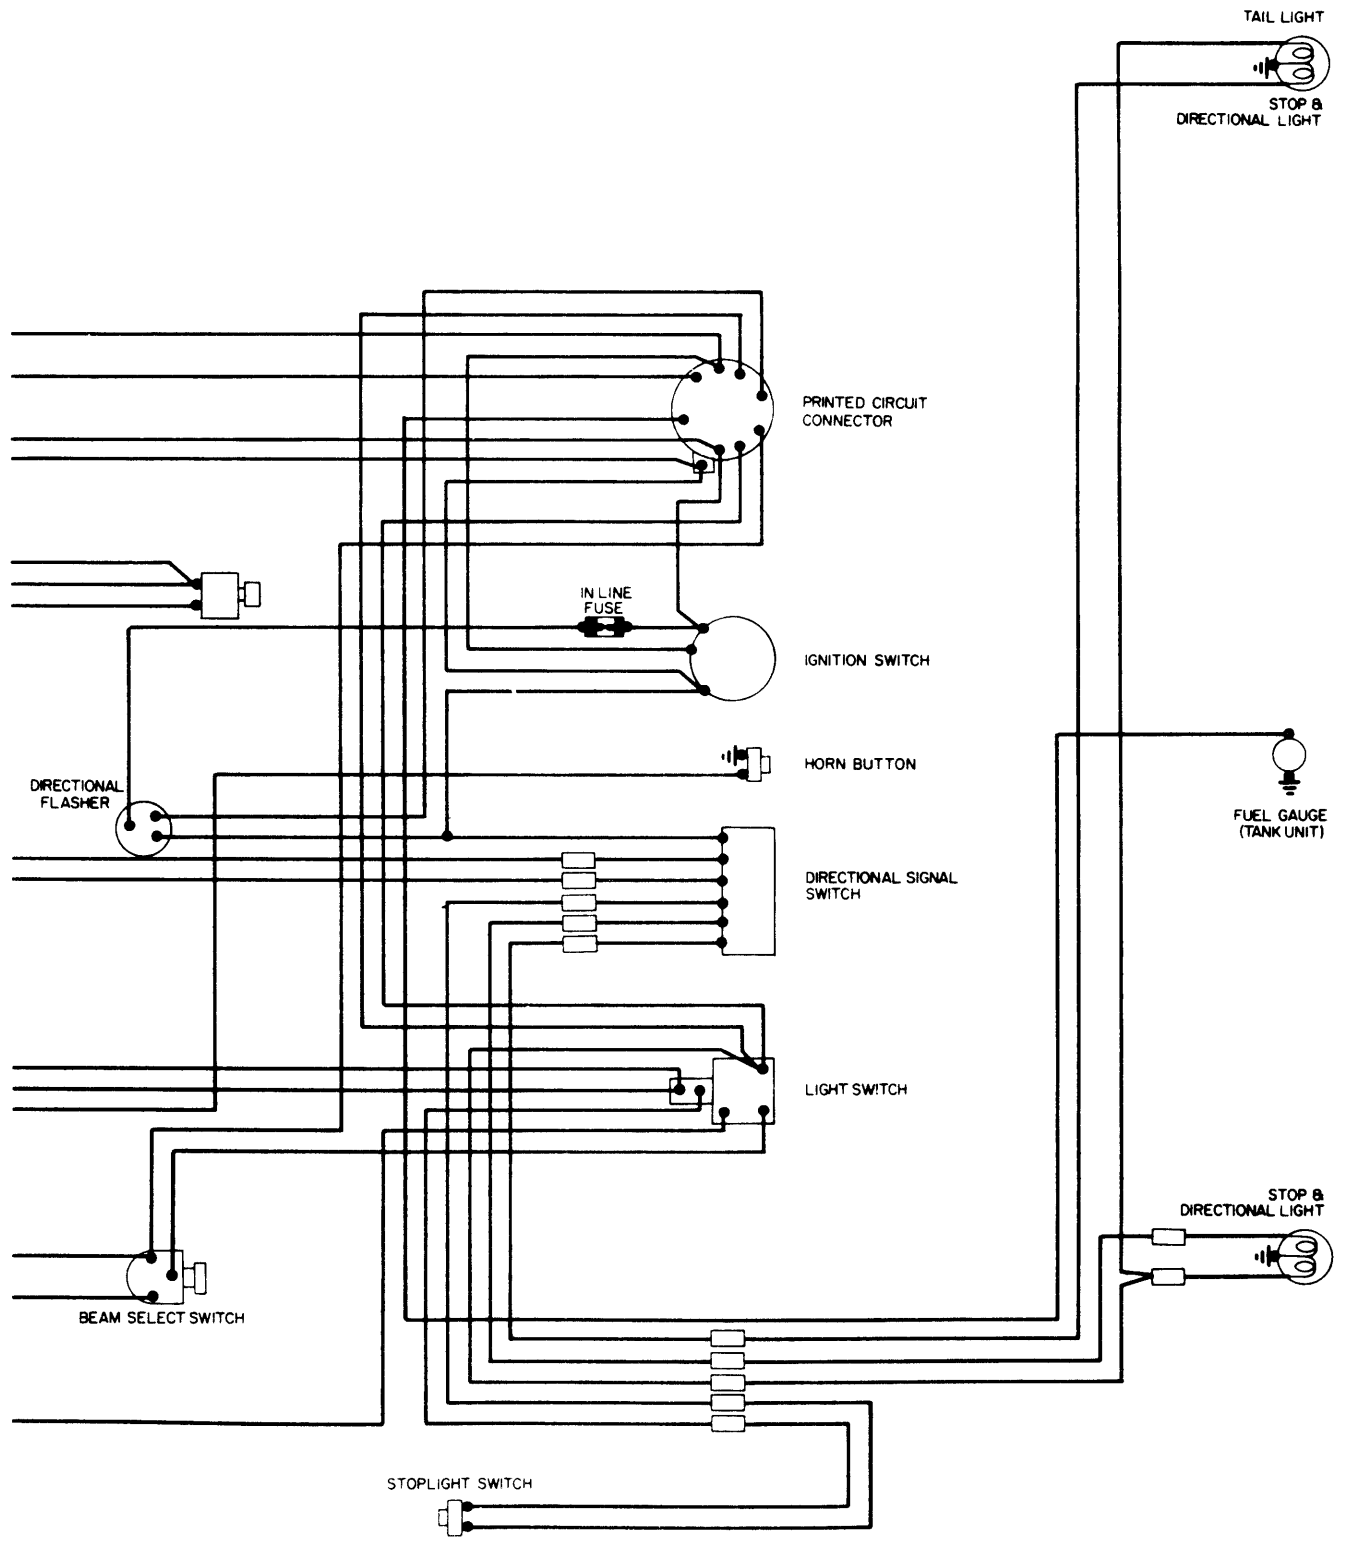 TAIL LIGHT
STOP &
DIRECTIONAL LIGHT
PRINTED CIRCUIT
CONNECTOR
IN LINE
FUSE
IGNITION SWITCH
HORN BUTTON
DIRECTIONAL
FLASHER
FUEL GAUGE
(TANK UNIT)
DIRECTIONAL SIGNAL
SWITCH
LIGHT SWITCH
STOP &
DIRECTIONAL LIGHT
BEAM SELECT SWITCH
STOPLIGHT SWITCH